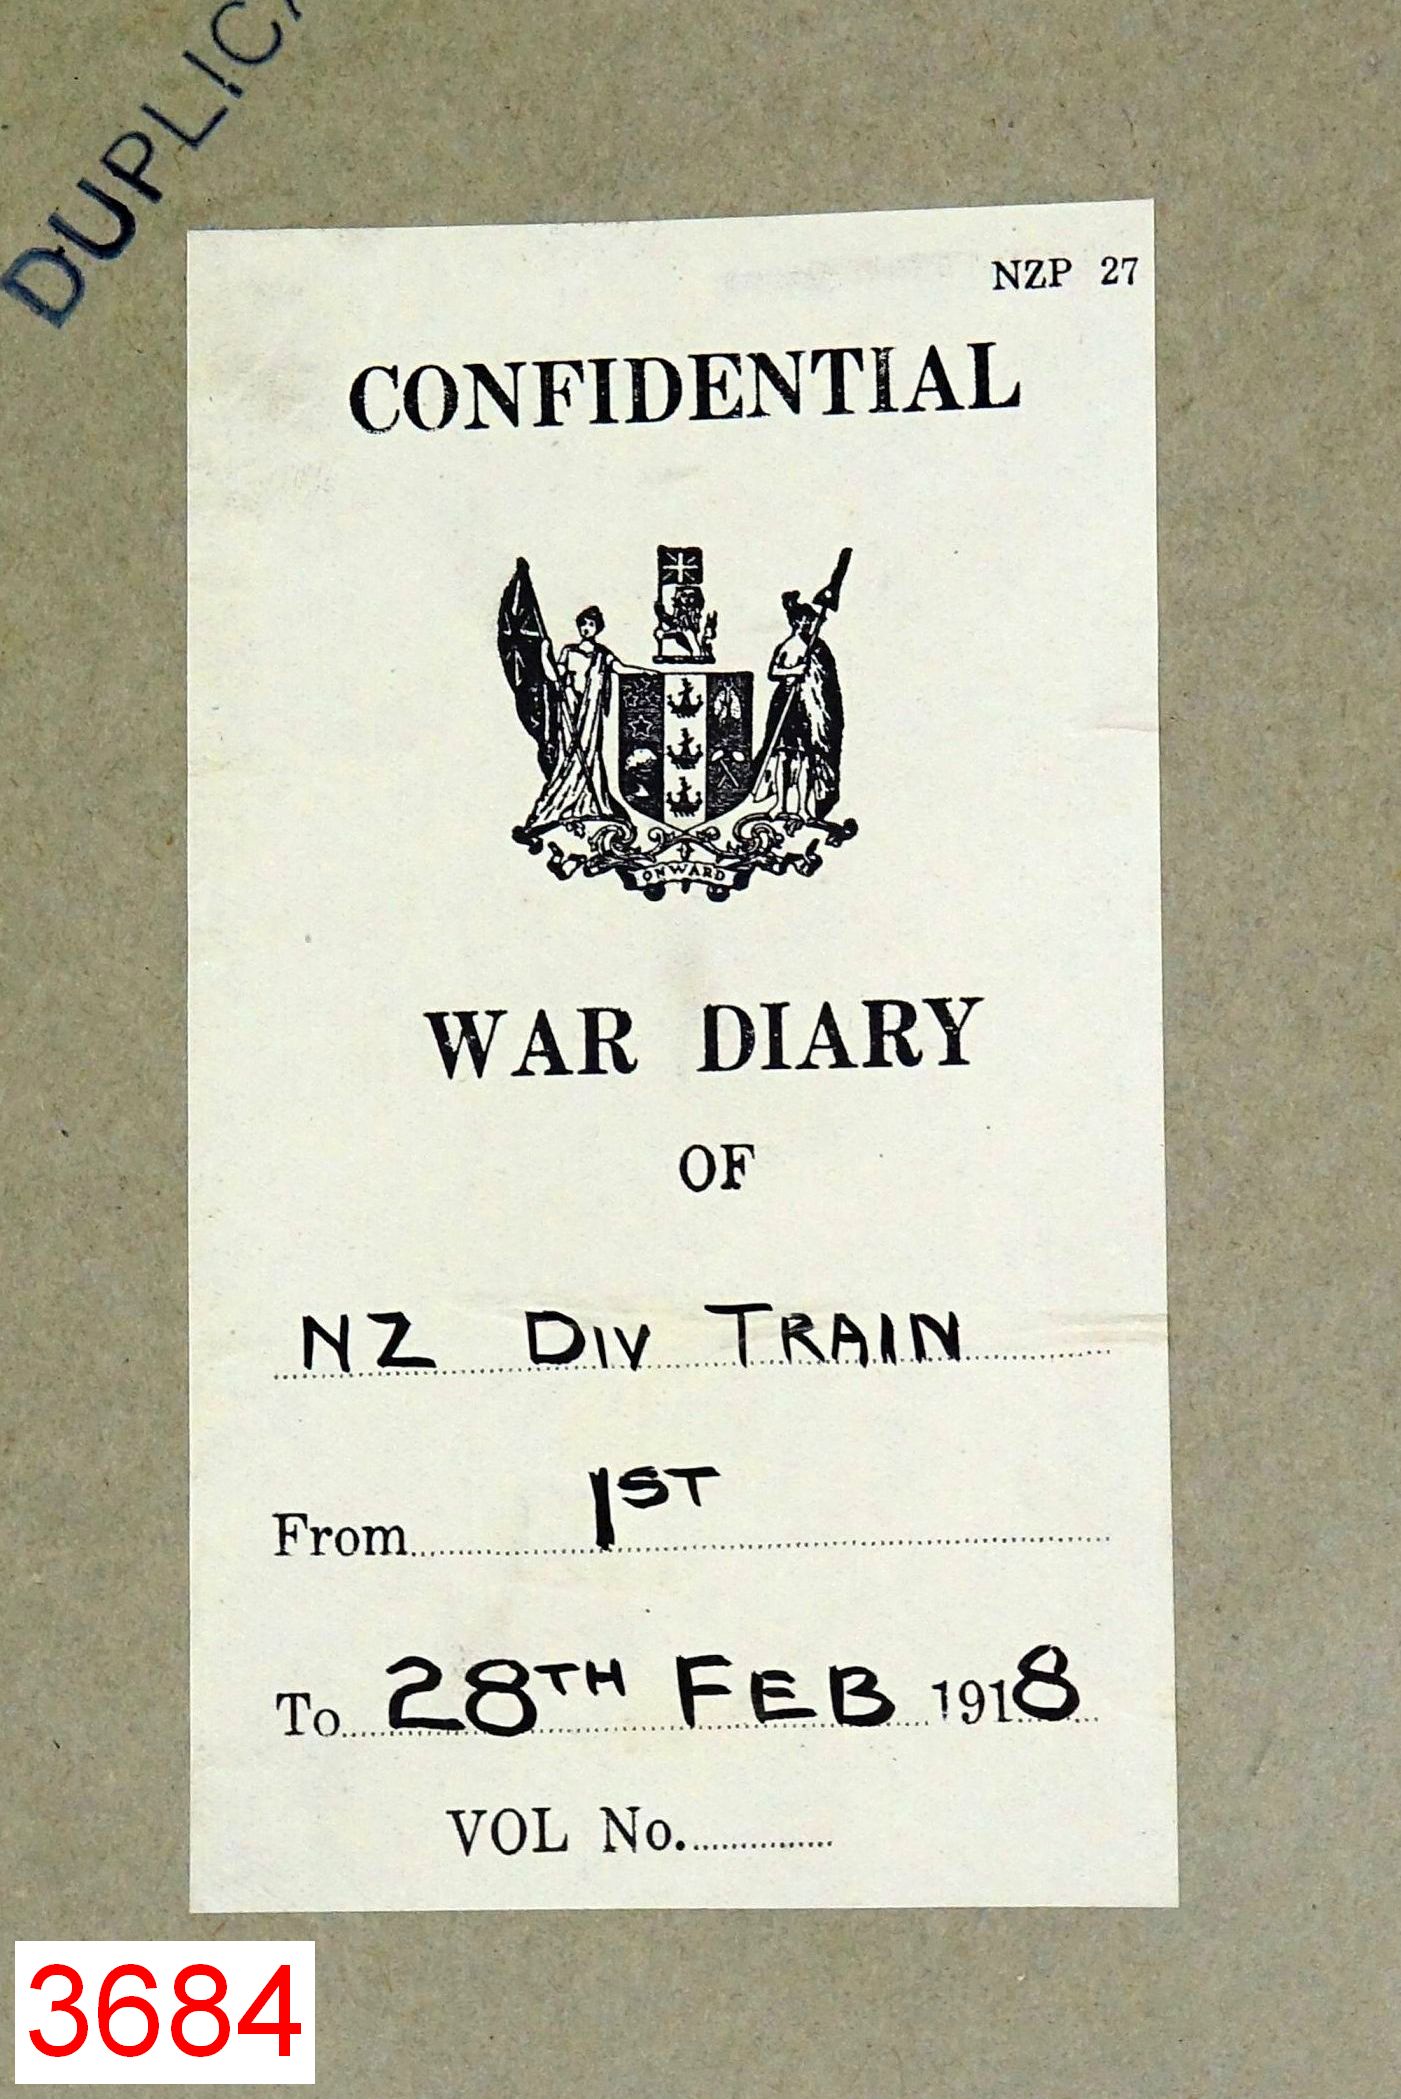 DUPLICA
NZP 27
CONFIDENTIAL
ONWARD
WAR DIARY
OF
NZ DIV TRAIN
From 1ST
To 28TH FEB 1918
VOL No.
3684